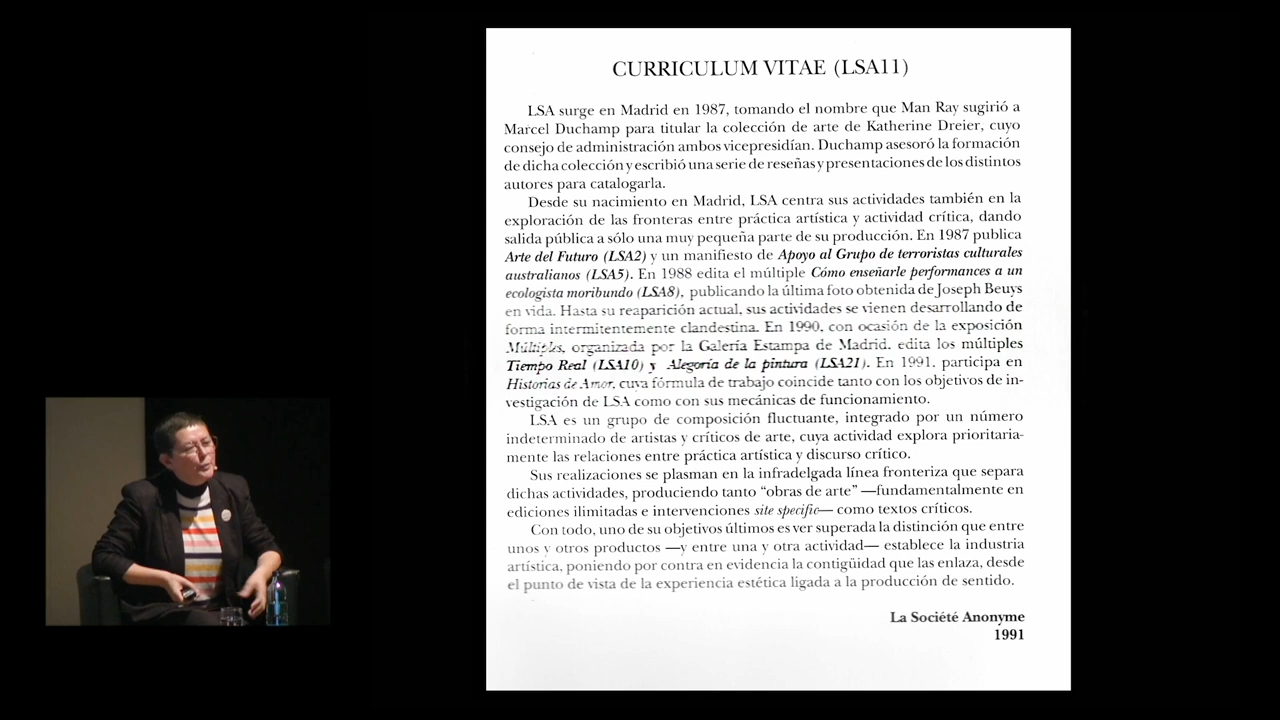 CURRICULUM VITAE (LSA11)
LSA surge en Madrid en 1987, tomando el nombre que Man Ray sugirió a
Marcel Duchamp para titular la colección de arte de Katherine Dreier, cuyo
consejo de administración ambos vicepresidían. Duchamp asesoró la formación
de dicha colección y escribió una serie de reseñas y presentaciones de los distintos
autores para catalogarla.
Desde su nacimiento en Madrid, LSA centra sus actividades también en la
exploración de las fronteras entre práctica artística y actividad crítica, dando
salida pública a sólo una muy pequeña parte de su producción. En 1987 publica
Arte del Futuro (LSA2) y un manifiesto de Apoyo al Grupo de terroristas culturales
australianos (LSA5). En 1988 edita el múltiple Cómo enseñarle performances a un
ecologista moribundo (LSA8), publicando la última foto obtenida de Joseph Beuys
en vida. Hasta su reaparición actual, sus actividades se vienen desarrollando de
forma intermitentemente clandestina. En 1990, con ocasión de la exposición
Múltiples, organizada por la Galería Estampa de Madrid, edita los múltiples
Tiempo Real (LSA10) y Alegoría de la pintura (LSA21). En 1991, participa en
Historias de Amor, cuya fórmula de trabajo coincide tanto con los objetivos de in-
vestigación de LSA como con sus mecánicas de funcionamiento.
LSA es un grupo de composición fluctuante, integrado por un número
indeterminado de artistas y críticos de arte, cuya actividad explora prioritaria-
mente las relaciones entre práctica artística y discurso crítico.
Sus realizaciones se plasman en la infradelgada línea fronteriza que separa
dichas actividades, produciendo tanto “obras de arte” —fundamentalmente en
ediciones ilimitadas e intervenciones site specific— como textos críticos.
Con todo, uno de su objetivos últimos es ver superada la distinción que entre
unos y otros productos —y entre una y otra actividad— establece la industria
artística, poniendo por contra en evidencia la contigüidad que las enlaza, desde
el punto de vista de la experiencia estética ligada a la producción de sentido.
La Société Anonyme
1991